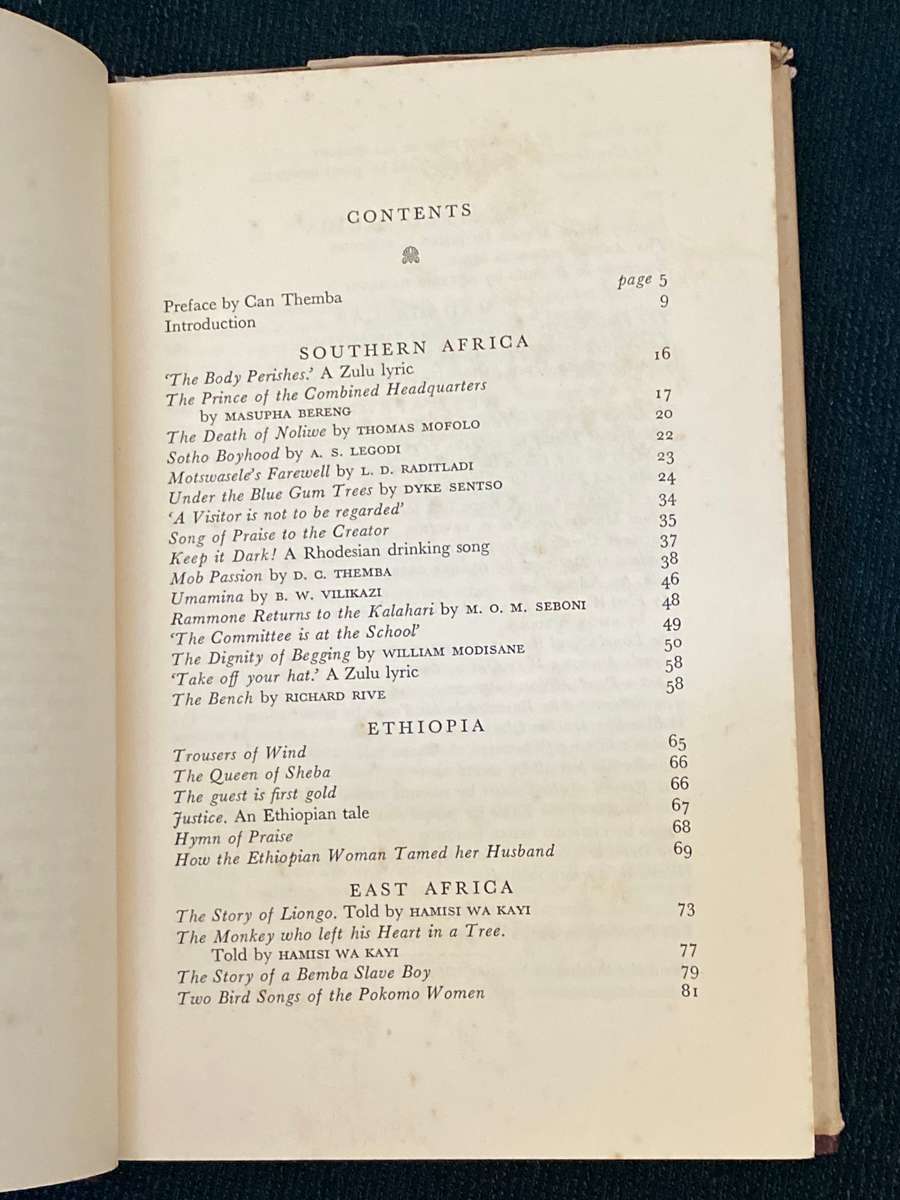 CONTENTS
Preface by Can Themba page 5
Introduction 9
SOUTHERN AFRICA
‘The Body Perishes.’ A Zulu lyric 16
The Prince of the Combined Headquarters
by MASUPHA BERENG 17
The Death of Noliwe by THOMAS MOFOLO 20
Sotho Boyhood by A. S. LEGODI 22
Motswasele's Farewell by L. D. RADITLADI 23
Under the Blue Gum Trees by DYKE SENTSO 24
‘A Visitor is not to be regarded’ 34
Song of Praise to the Creator 35
Keep it Dark! A Rhodesian drinking song 37
Mob Passion by D. C. THEMBA 38
Umamina by B. W. VILIKAZI 46
Rammone Returns to the Kalahari by M. O. M. SEBONI 48
‘The Committee is at the School’ 49
The Dignity of Begging by WILLIAM MODISANE 50
‘Take off your hat.’ A Zulu lyric 58
The Bench by RICHARD RIVE 58
ETHIOPIA
Trousers of Wind 65
The Queen of Sheba 66
The guest is first gold 66
Justice. An Ethiopian tale 67
Hymn of Praise 68
How the Ethiopian Woman Tamed her Husband 69
EAST AFRICA
The Story of Liongo. Told by HAMISI WA KAYI 73
The Monkey who left his Heart in a Tree.
Told by HAMISI WA KAYI 77
The Story of a Bemba Slave Boy 79
Two Bird Songs of the Pokomo Women 81